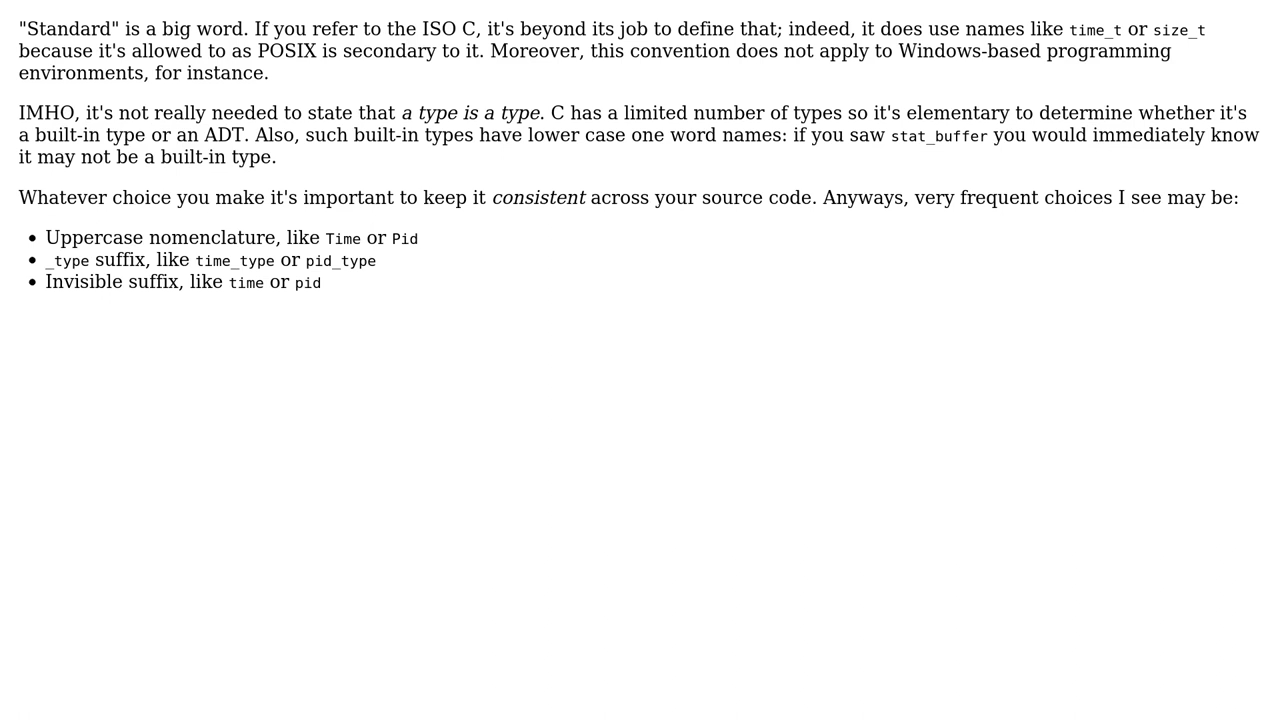 "Standard" is a big word. If you refer to the ISO C, it's beyond its job to define that; indeed, it does use names like time_t or size_t
because it's allowed to as POSIX is secondary to it. Moreover, this convention does not apply to Windows-based programming
environments, for instance.
IMHO, it's not really needed to state that a type is a type. C has a limited number of types so it's elementary to determine whether it's
a built-in type or an ADT. Also, such built-in types have lower case one word names: if you saw stat_buffer you would immediately know
it may not be a built-in type.
Whatever choice you make it's important to keep it consistent across your source code. Anyways, very frequent choices I see may be:
• Uppercase nomenclature, like Time or Pid
• _type suffix, like time_type or pid_type
• Invisible suffix, like time or pid